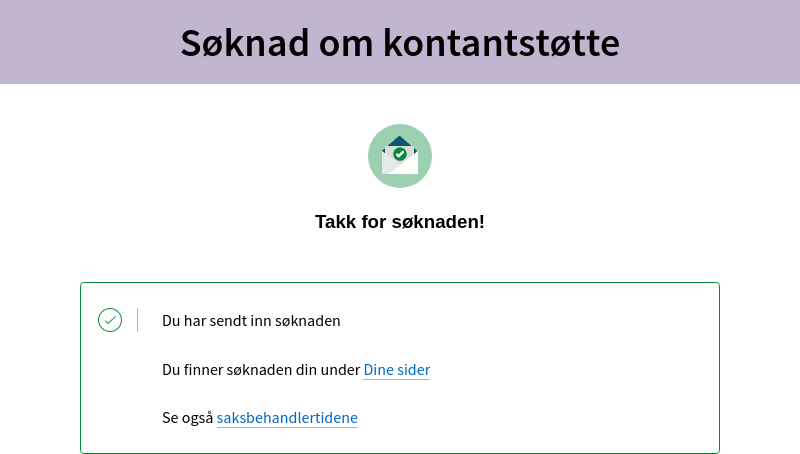 Søknad om kontantstøtte
Takk for søknaden!
Du har sendt inn søknaden
Du finner søknaden din under Dine sider
Se også saksbehandlertidene